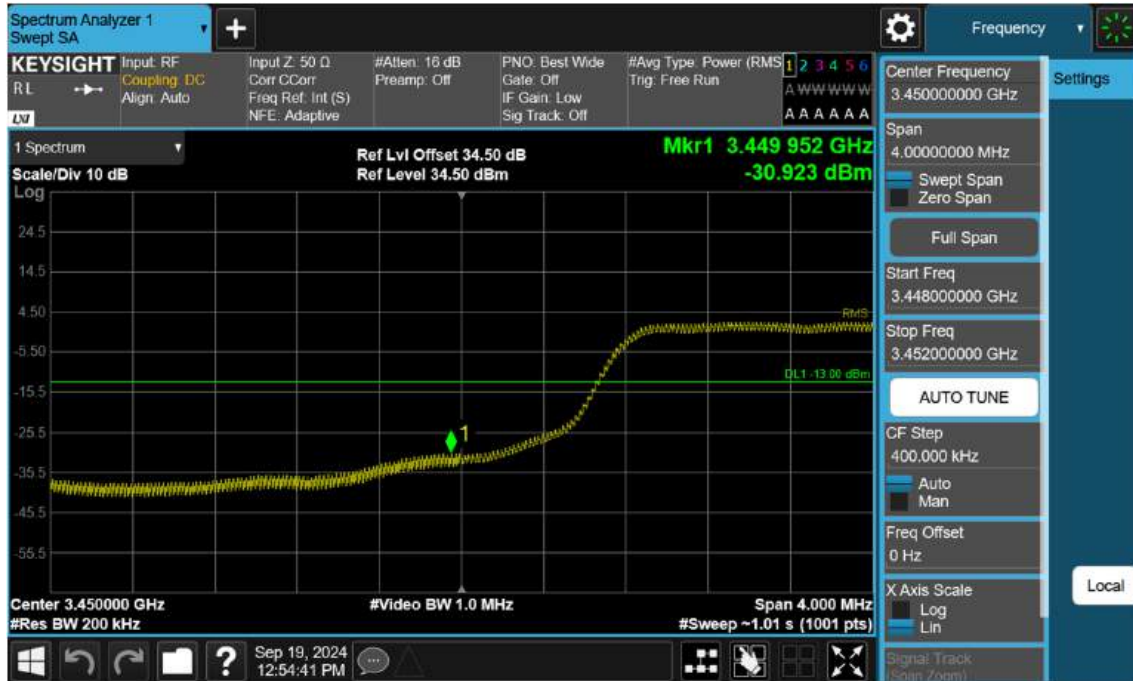 Spectrum Analyzer 1
Swept SA
+
Frequency
KEYSIGHT
RL
LXI
Input: RF
Coupling: DC
Align: Auto
Input Z: 50 Ω
Corr CCorr
Freq Ref: Int (S)
NFE: Adaptive
#Atten: 16 dB
Preamp: Off
PNO: Best Wide
Gate: Off
IF Gain: Low
Sig Track: Off
#Avg Type: Power (RMS
Trig: Free Run
1 2 3 4 5 6
A W W W W W
A A A A A A
1 Spectrum
Scale/Div 10 dB
Ref Lvl Offset 34.50 dB
Ref Level 34.50 dBm
Mkr1 3.449 952 GHz
-30.923 dBm
Log
24.5
14.5
4.50
-5.50
-15.5
-25.5
-35.5
-45.5
-55.5
RMS
DL1 -13.00 dBm
1
Center 3.450000 GHz
#Res BW 200 kHz
#Video BW 1.0 MHz
Span 4.000 MHz
#Sweep ~1.01 s (1001 pts)
Center Frequency
3.450000000 GHz
Span
4.00000000 MHz
Swept Span
Zero Span
Full Span
Start Freq
3.448000000 GHz
Stop Freq
3.452000000 GHz
AUTO TUNE
CF Step
400.000 kHz
Auto
Man
Freq Offset
0 Hz
X Axis Scale
Log
Lin
Signal Track
(Span Zoom)
Settings
Local
?
Sep 19, 2024
12:54:41 PM